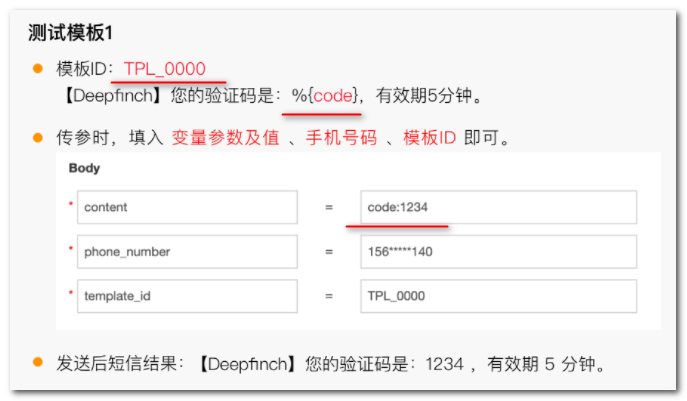 测试模板1
模板ID：TPL_0000
【Deepfinch】您的验证码是：%{code}，有效期5分钟。
传参时，填入 变量参数及值 、手机号码 、模板ID 即可。
Body
* content = code:1234
* phone_number = 156*****140
* template_id = TPL_0000
发送后短信结果：【Deepfinch】您的验证码是：1234 ，有效期 5 分钟。